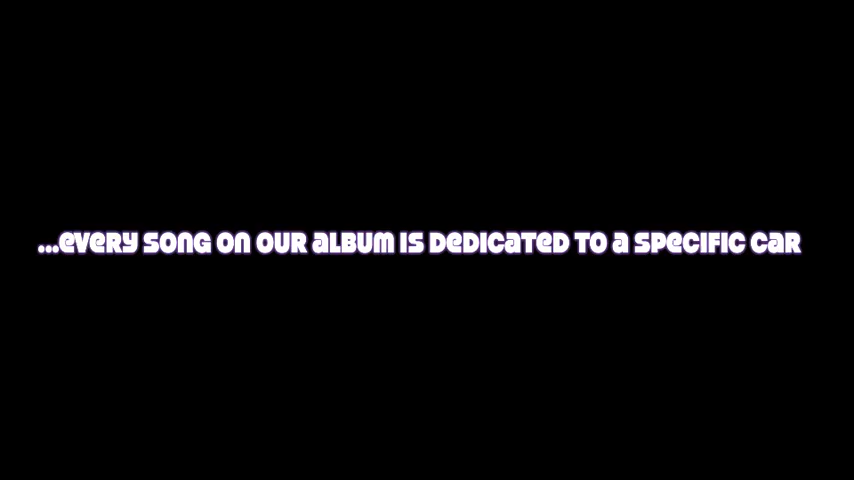 ...every song on our album is dedicated to a specific car